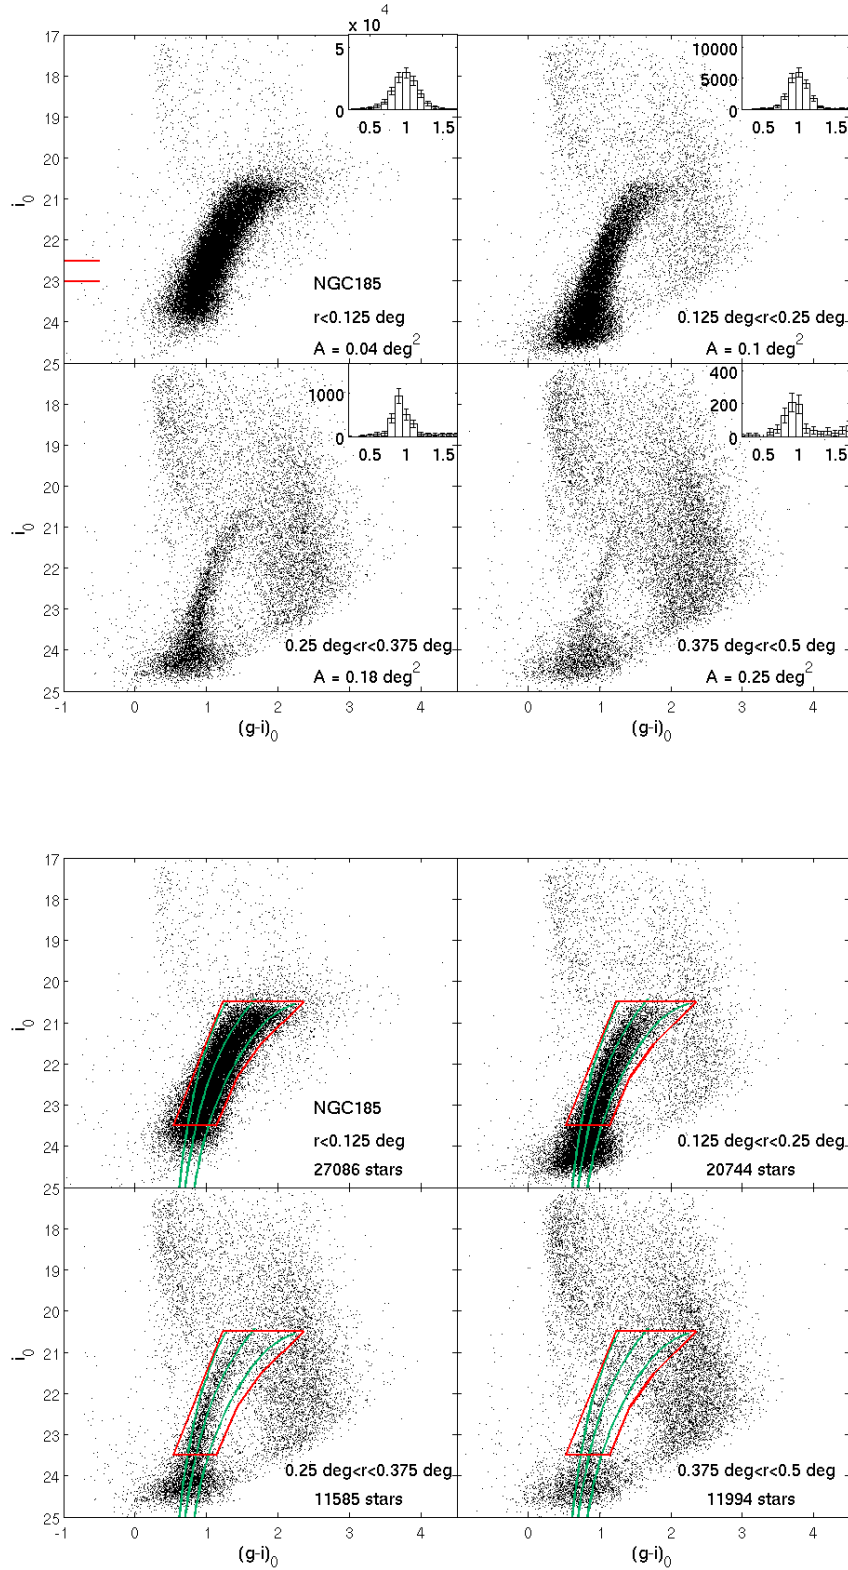 4
x 10
17 5 10000
18 5000
0 0
19 0.5 1 1.5 0.5 1 1.5
20
i0 21
22
23 NGC185
r<0.125 deg 0.125 deg<r<0.25 deg
24
A = 0.04 deg2 A = 0.1 deg2
25 400
18 1000 200
0 0
19 0.5 1 1.5 0.5 1 1.5
20
i0 21
22
23
24 0.25 deg<r<0.375 deg 0.375 deg<r<0.5 deg
A = 0.18 deg2 A = 0.25 deg2
25
-1 0 1 2 3 4 0 1 2 3 4
(g-i)0 (g-i)0
17
18
19
20
i0 21
22
23 NGC185
24 r<0.125 deg 0.125 deg<r<0.25 deg
27086 stars 20744 stars
25
18
19
20
i0 21
22
23
0.25 deg<r<0.375 deg 0.375 deg<r<0.5 deg
24
11585 stars 11994 stars
25
-1 0 1 2 3 4 0 1 2 3 4
(g-i)0 (g-i)0